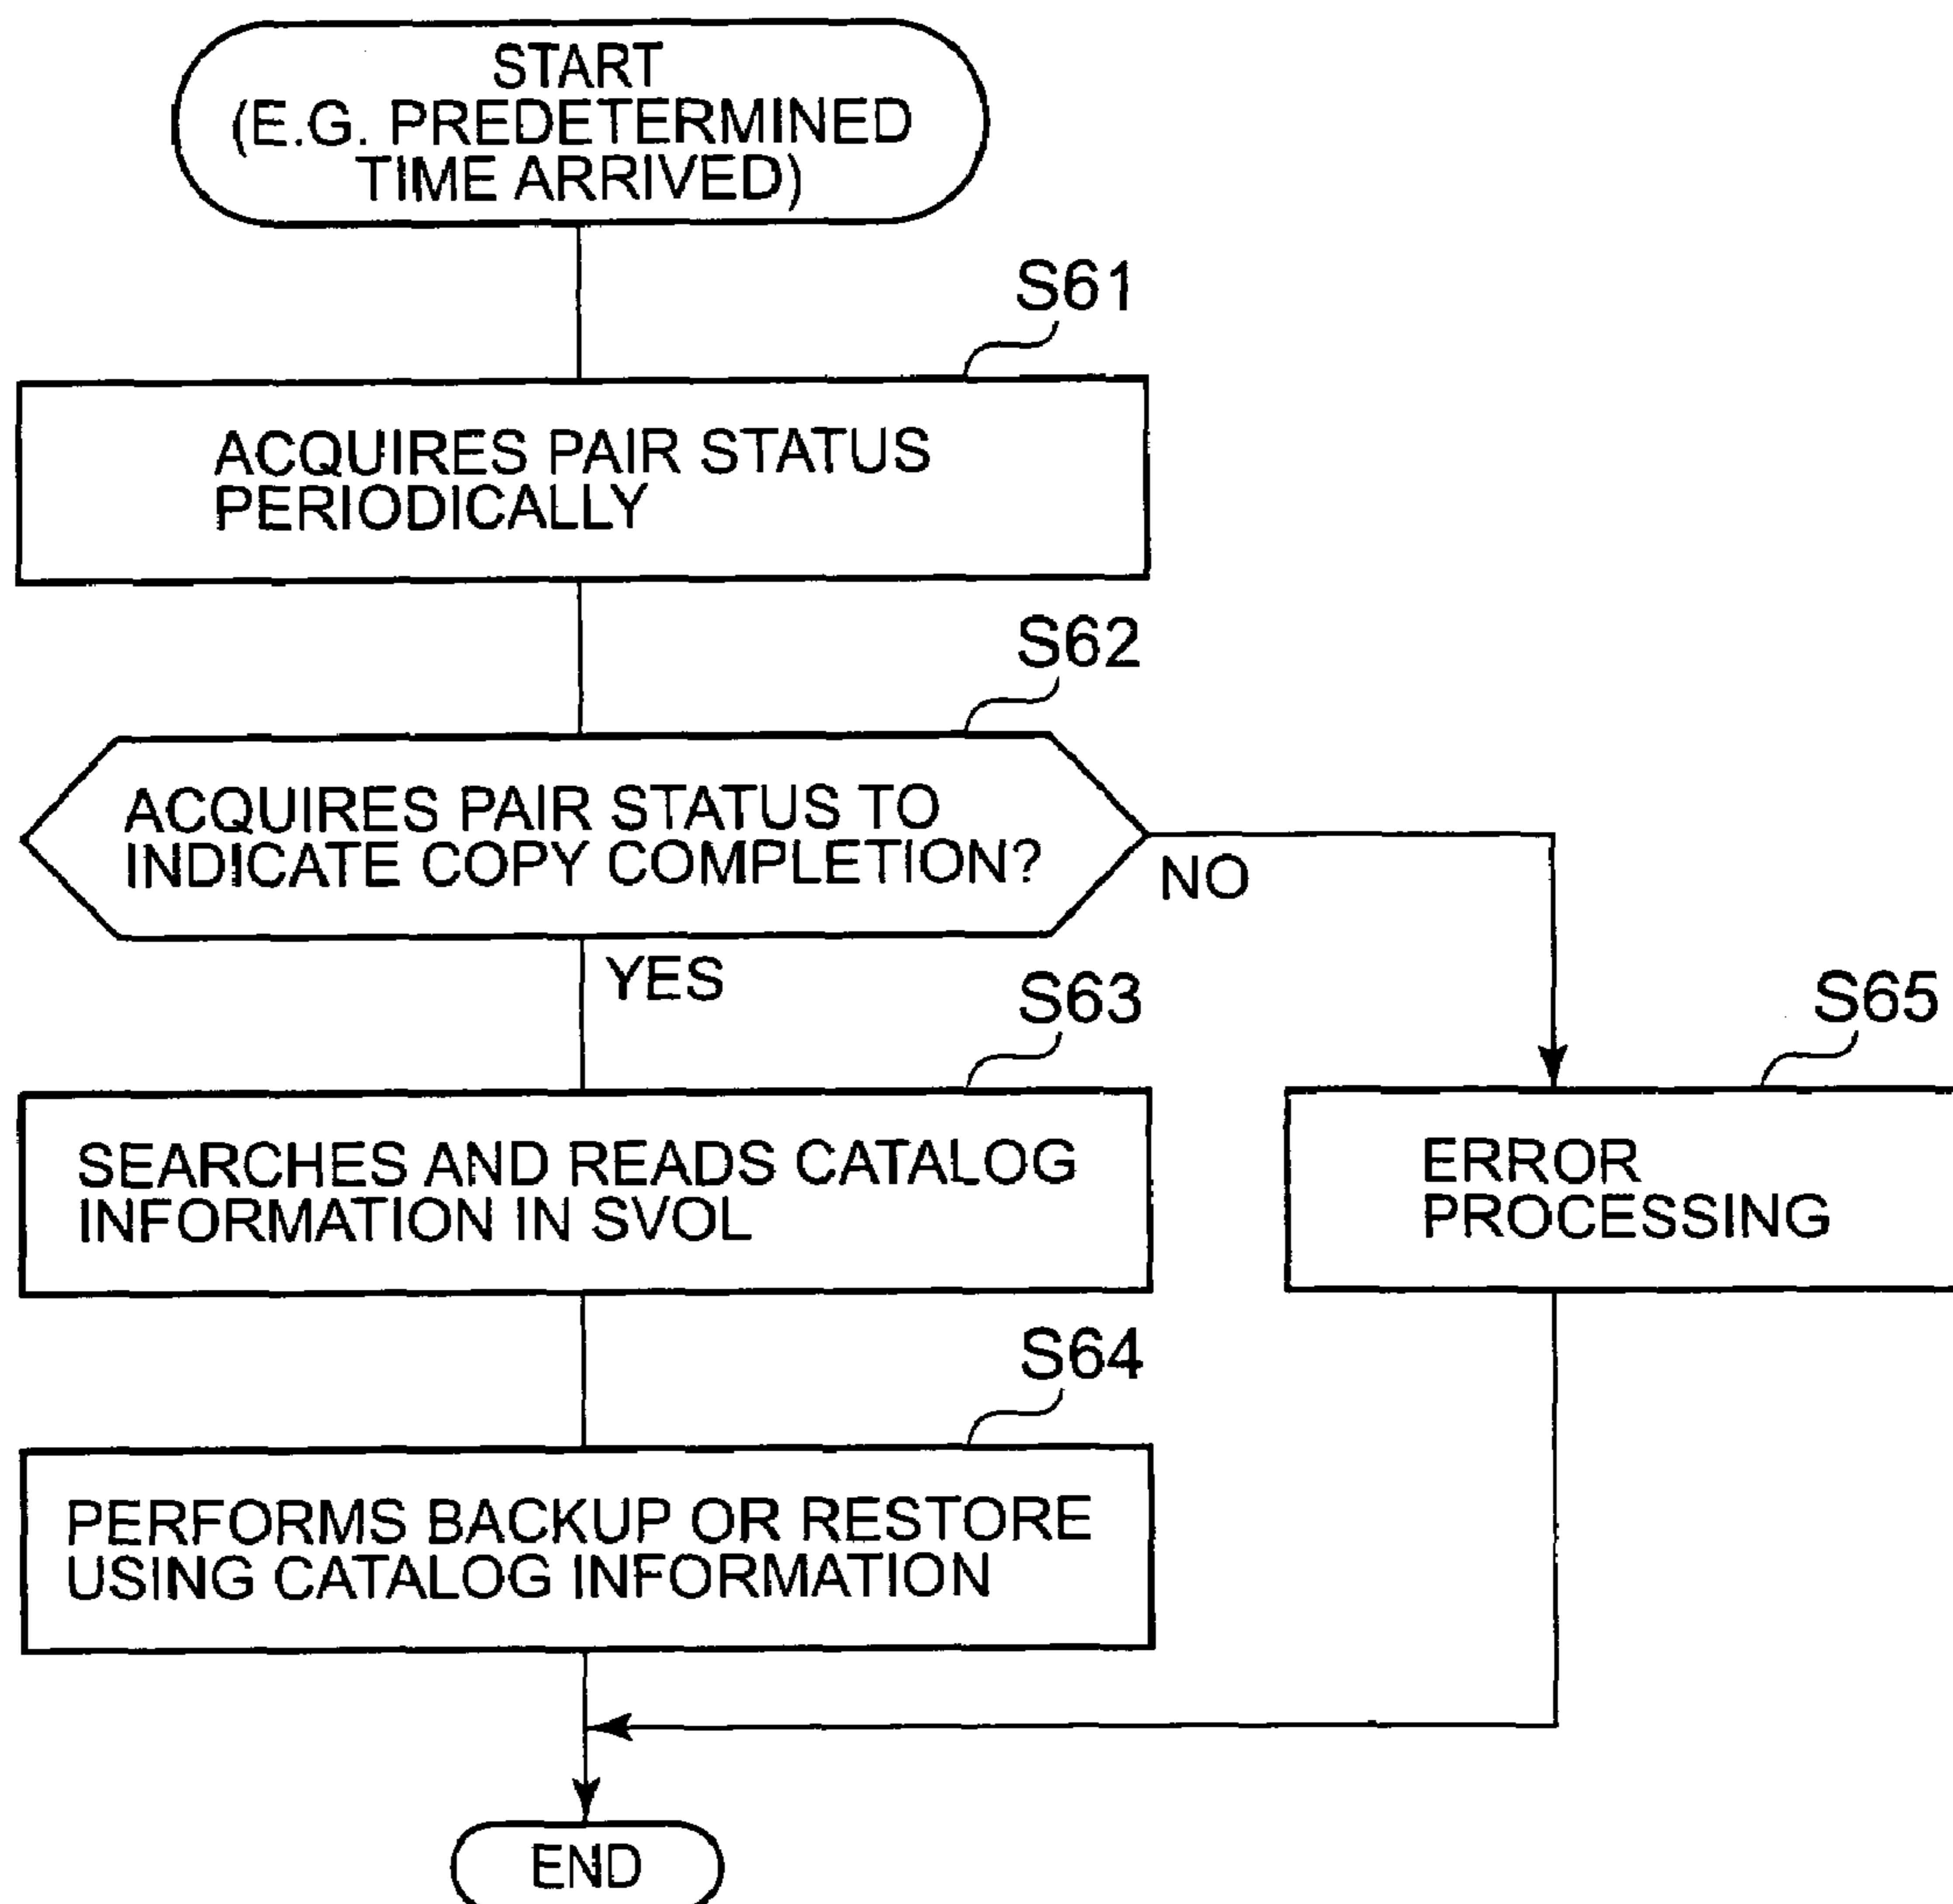 START
(E.G. PREDETERMINED
TIME ARRIVED)
S61
ACQUIRES PAIR STATUS
PERIODICALLY
S62
ACQUIRES PAIR STATUS TO
INDICATE COPY COMPLETION?
NO
YES
S63
S65
SEARCHES AND READS CATALOG
INFORMATION IN SVOL
ERROR
PROCESSING
S64
PERFORMS BACKUP OR RESTORE
USING CATALOG INFORMATION
END